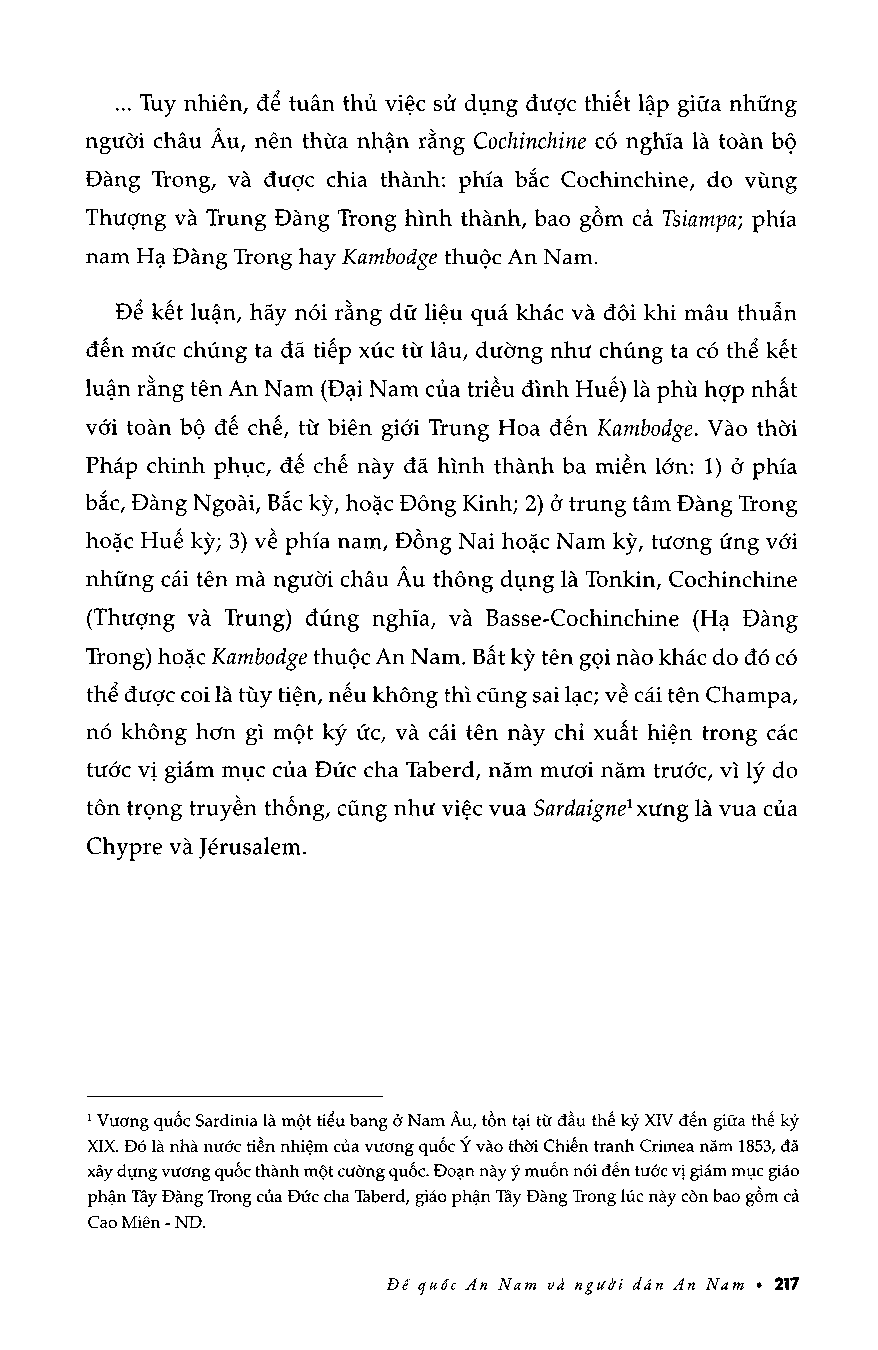 ... Tuy nhiên, để tuân thủ việc sử dụng được thiết lập giữa những
người châu Âu, nên thừa nhận rằng Cochinchine có nghĩa là toàn bộ
Đàng Trong, và được chia thành: phía bắc Cochinchine, do vùng
Thượng và Trung Đàng Trong hình thành, bao gồm cả Tsiampa; phía
nam Hạ Đàng Trong hay Kambodge thuộc An Nam.
Để kết luận, hãy nói rằng dữ liệu quá khác và đôi khi mâu thuẫn
đến mức chúng ta đã tiếp xúc từ lâu, dường như chúng ta có thể kết
luận rằng tên An Nam (Đại Nam của triều đình Huế) là phù hợp nhất
với toàn bộ đế chế, từ biên giới Trung Hoa đến Kambodge. Vào thời
Pháp chinh phục, đế chế này đã hình thành ba miền lớn: 1) ở phía
bắc, Đàng Ngoài, Bắc kỳ, hoặc Đông Kinh; 2) ở trung tâm Đàng Trong
hoặc Huế kỳ; 3) về phía nam, Đồng Nai hoặc Nam kỳ, tương ứng với
những cái tên mà người châu Âu thông dụng là Tonkin, Cochinchine
(Thượng và Trung) đúng nghĩa, và Basse-Cochinchine (Hạ Đàng
Trong) hoặc Kambodge thuộc An Nam. Bất kỳ tên gọi nào khác do đó có
thể được coi là tùy tiện, nếu không thì cũng sai lạc; về cái tên Champa,
nó không hơn gì một ký ức, và cái tên này chỉ xuất hiện trong các
tước vị giám mục của Đức cha Taberd, năm mươi năm trước, vì lý do
tôn trọng truyền thống, cũng như việc vua Sardaigne¹ xưng là vua của
Chypre và Jérusalem.
¹ Vương quốc Sardinia là một tiểu bang ở Nam Âu, tồn tại từ đầu thế kỷ XIV đến giữa thế kỷ
XIX. Đó là nhà nước tiền nhiệm của vương quốc Ý vào thời Chiến tranh Crimea năm 1853, đã
xây dựng vương quốc thành một cường quốc. Đoạn này ý muốn nói đến tước vị giám mục giáo
phận Tây Đàng Trong của Đức cha Taberd, giáo phận Tây Đàng Trong lúc này còn bao gồm cả
Cao Miên - ND.
Đế quốc An Nam và người dân An Nam • 217